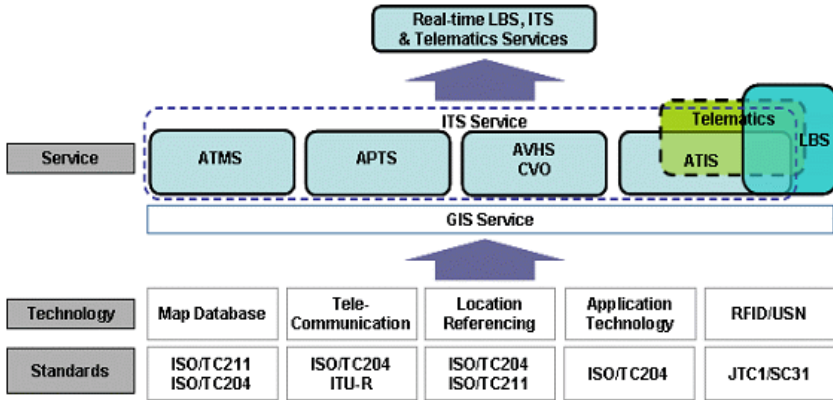 Real-time LBS, ITS
& Telematics Services
ITS Service
Telematics
LBS
Service
ATMS
APTS
AVHS
CVO
ATIS
GIS Service
Technology
Map Database
Tele-
Communication
Location
Referencing
Application
Technology
RFID/USN
Standards
ISO/TC211
ISO/TC204
ISO/TC204
ITU-R
ISO/TC204
ISO/TC211
ISO/TC204
JTC1/SC31